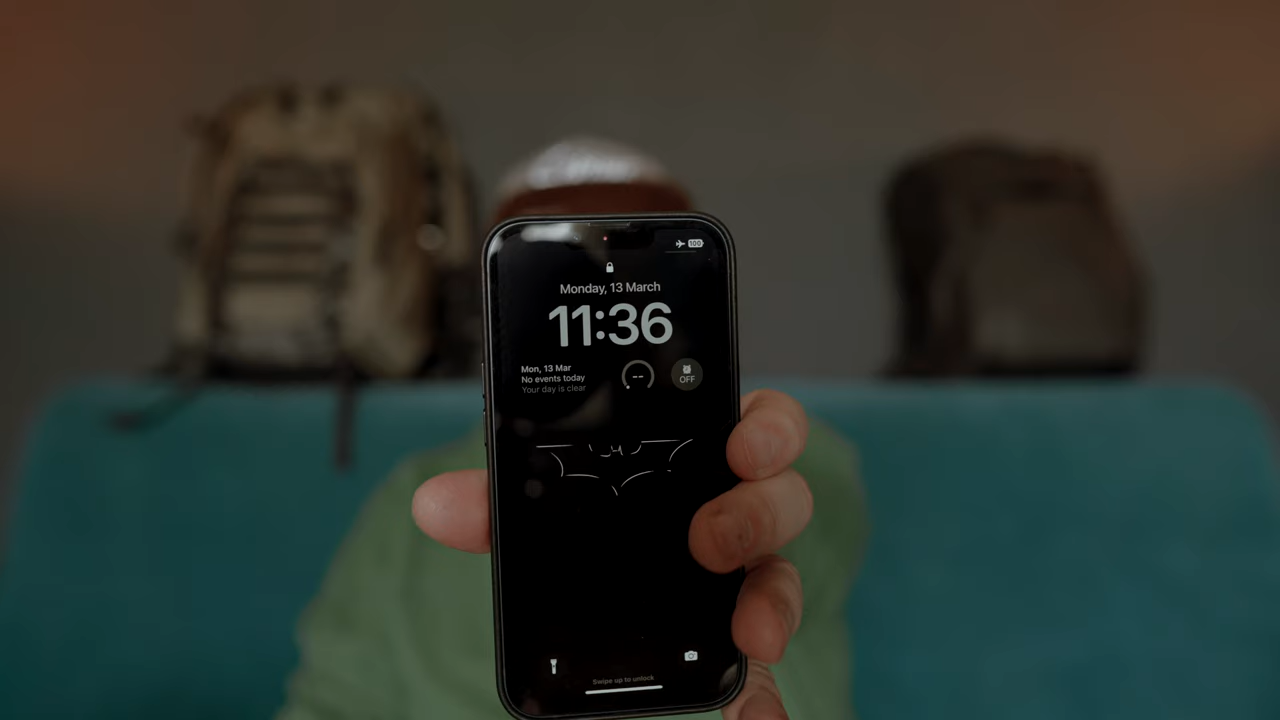 100
Monday, 13 March
11:36
Mon, 13 Mar
No events today
Your day is clear
--
OFF
Swipe up to unlock